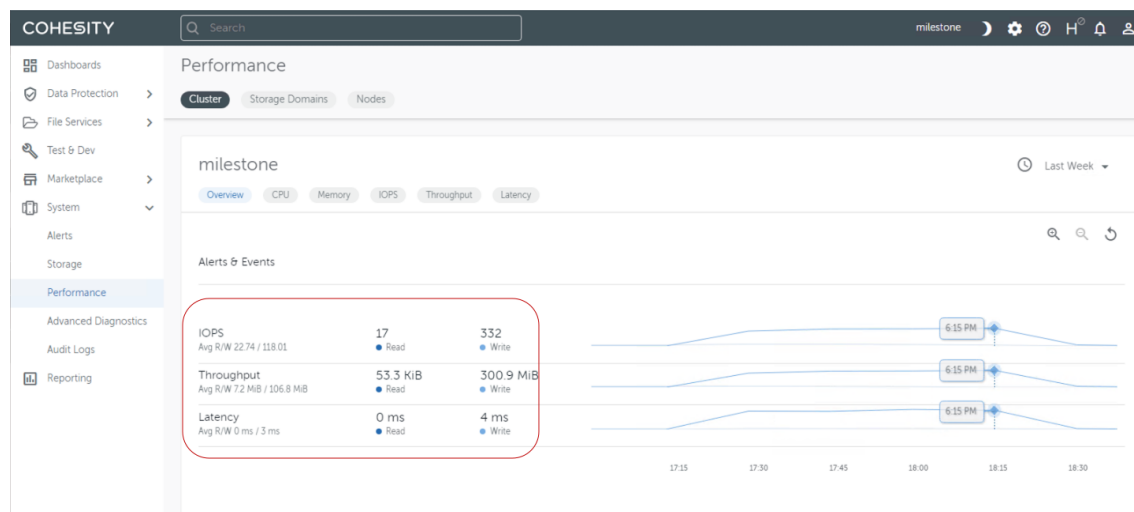 COHESITY
Search
milestone
H
Dashboards
Data Protection
File Services
Test & Dev
Marketplace
System
Alerts
Storage
Performance
Advanced Diagnostics
Audit Logs
Reporting
Performance
Cluster Storage Domains Nodes
milestone
Last Week
Overview CPU Memory IOPS Throughput Latency
Alerts & Events
IOPS 17 332
Avg R/W 22.74 / 118.01 Read Write
6:15 PM
Throughput 53.3 KiB 300.9 MiB
Avg R/W 7.2 MiB / 106.8 MiB Read Write
6:15 PM
Latency 0 ms 4 ms
Avg R/W 0 ms / 3 ms Read Write
6:15 PM
17:15 17:30 17:45 18:00 18:15 18:30